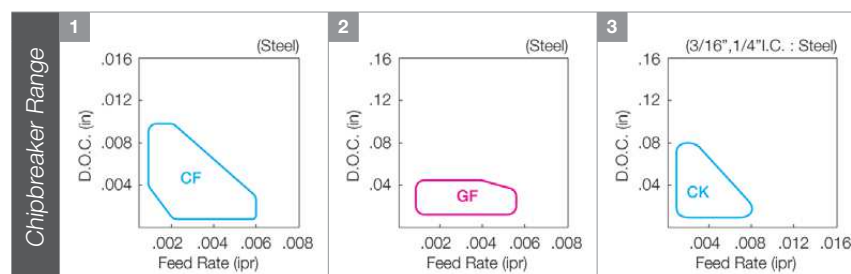 Chipbreaker Range
1
(Steel)
.016
.012
.008
.004
D.O.C. (in)
CF
.002 .004 .006 .008
Feed Rate (ipr)
2
(Steel)
.16
.12
.08
.04
D.O.C. (in)
GF
.002 .004 .006 .008
Feed Rate (ipr)
3
(3/16",1/4"I.C. : Steel)
.16
.12
.08
.04
D.O.C. (in)
CK
.004 .008 .012 .016
Feed Rate (ipr)